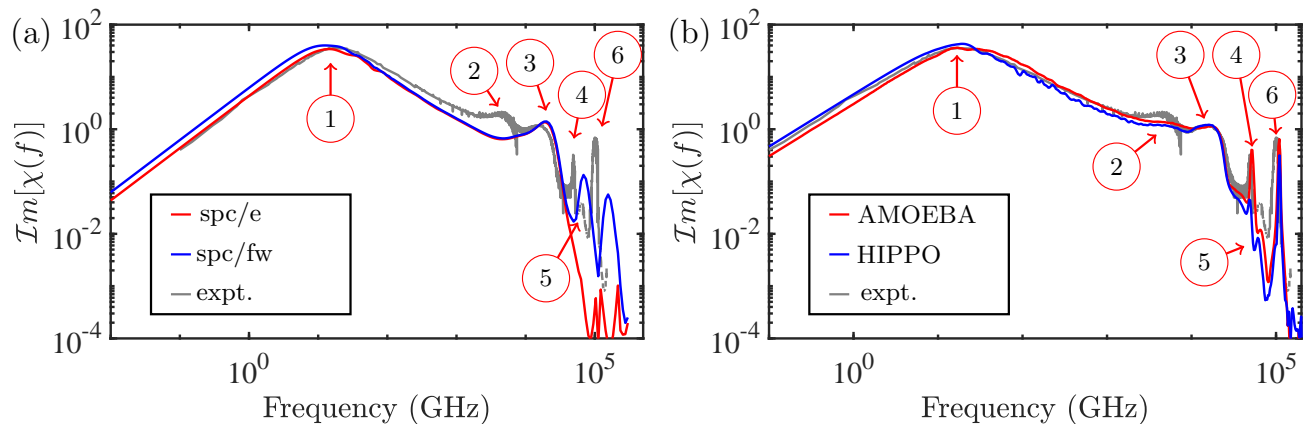 (a)
10^2
10^0
10^-2
10^-4
Im[χ(f)]
1
2
3
4
5
6
spc/e
spc/fw
expt.
10^0
10^5
Frequency (GHz)
(b)
10^2
10^0
10^-2
10^-4
Im[χ(f)]
1
2
3
4
5
6
AMOEBA
HIPPO
expt.
10^0
10^5
Frequency (GHz)